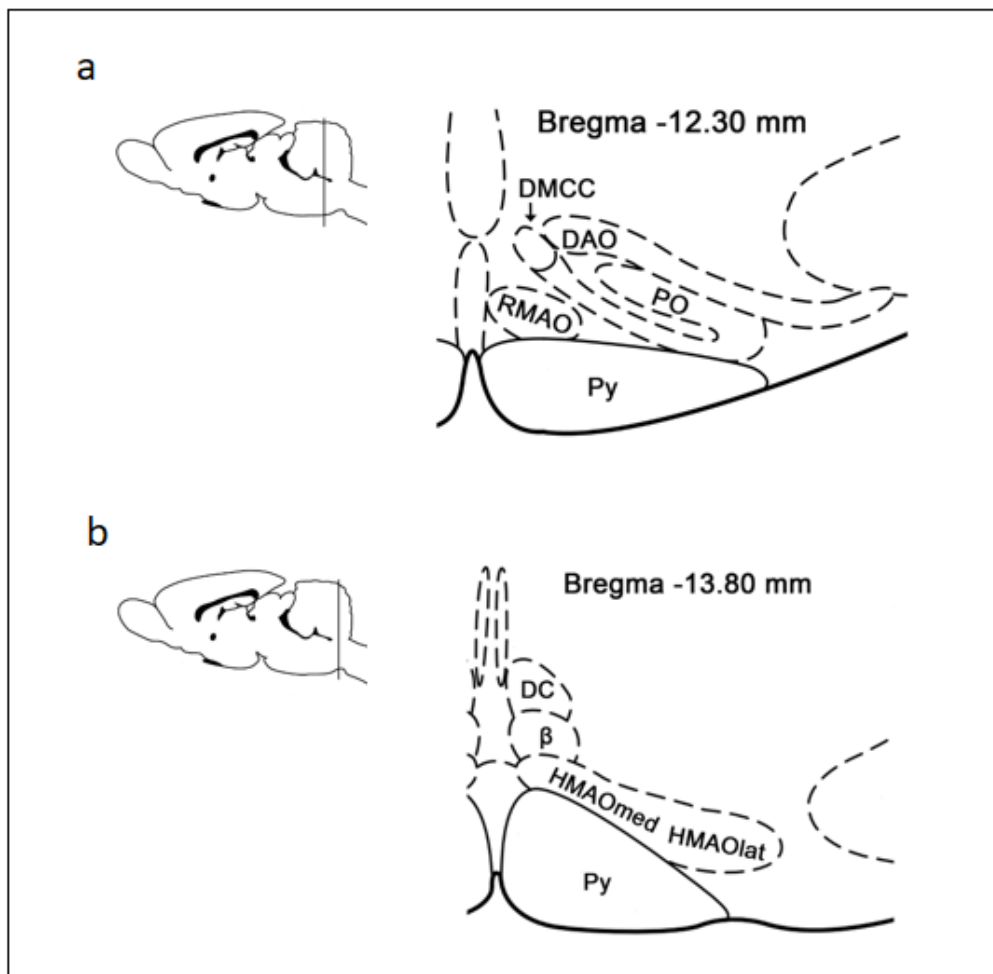 a
Bregma -12.30 mm
DMCC
DAO
PO
RMAO
Py
b
Bregma -13.80 mm
DC
β
HMAOmed
HMAOlat
Py